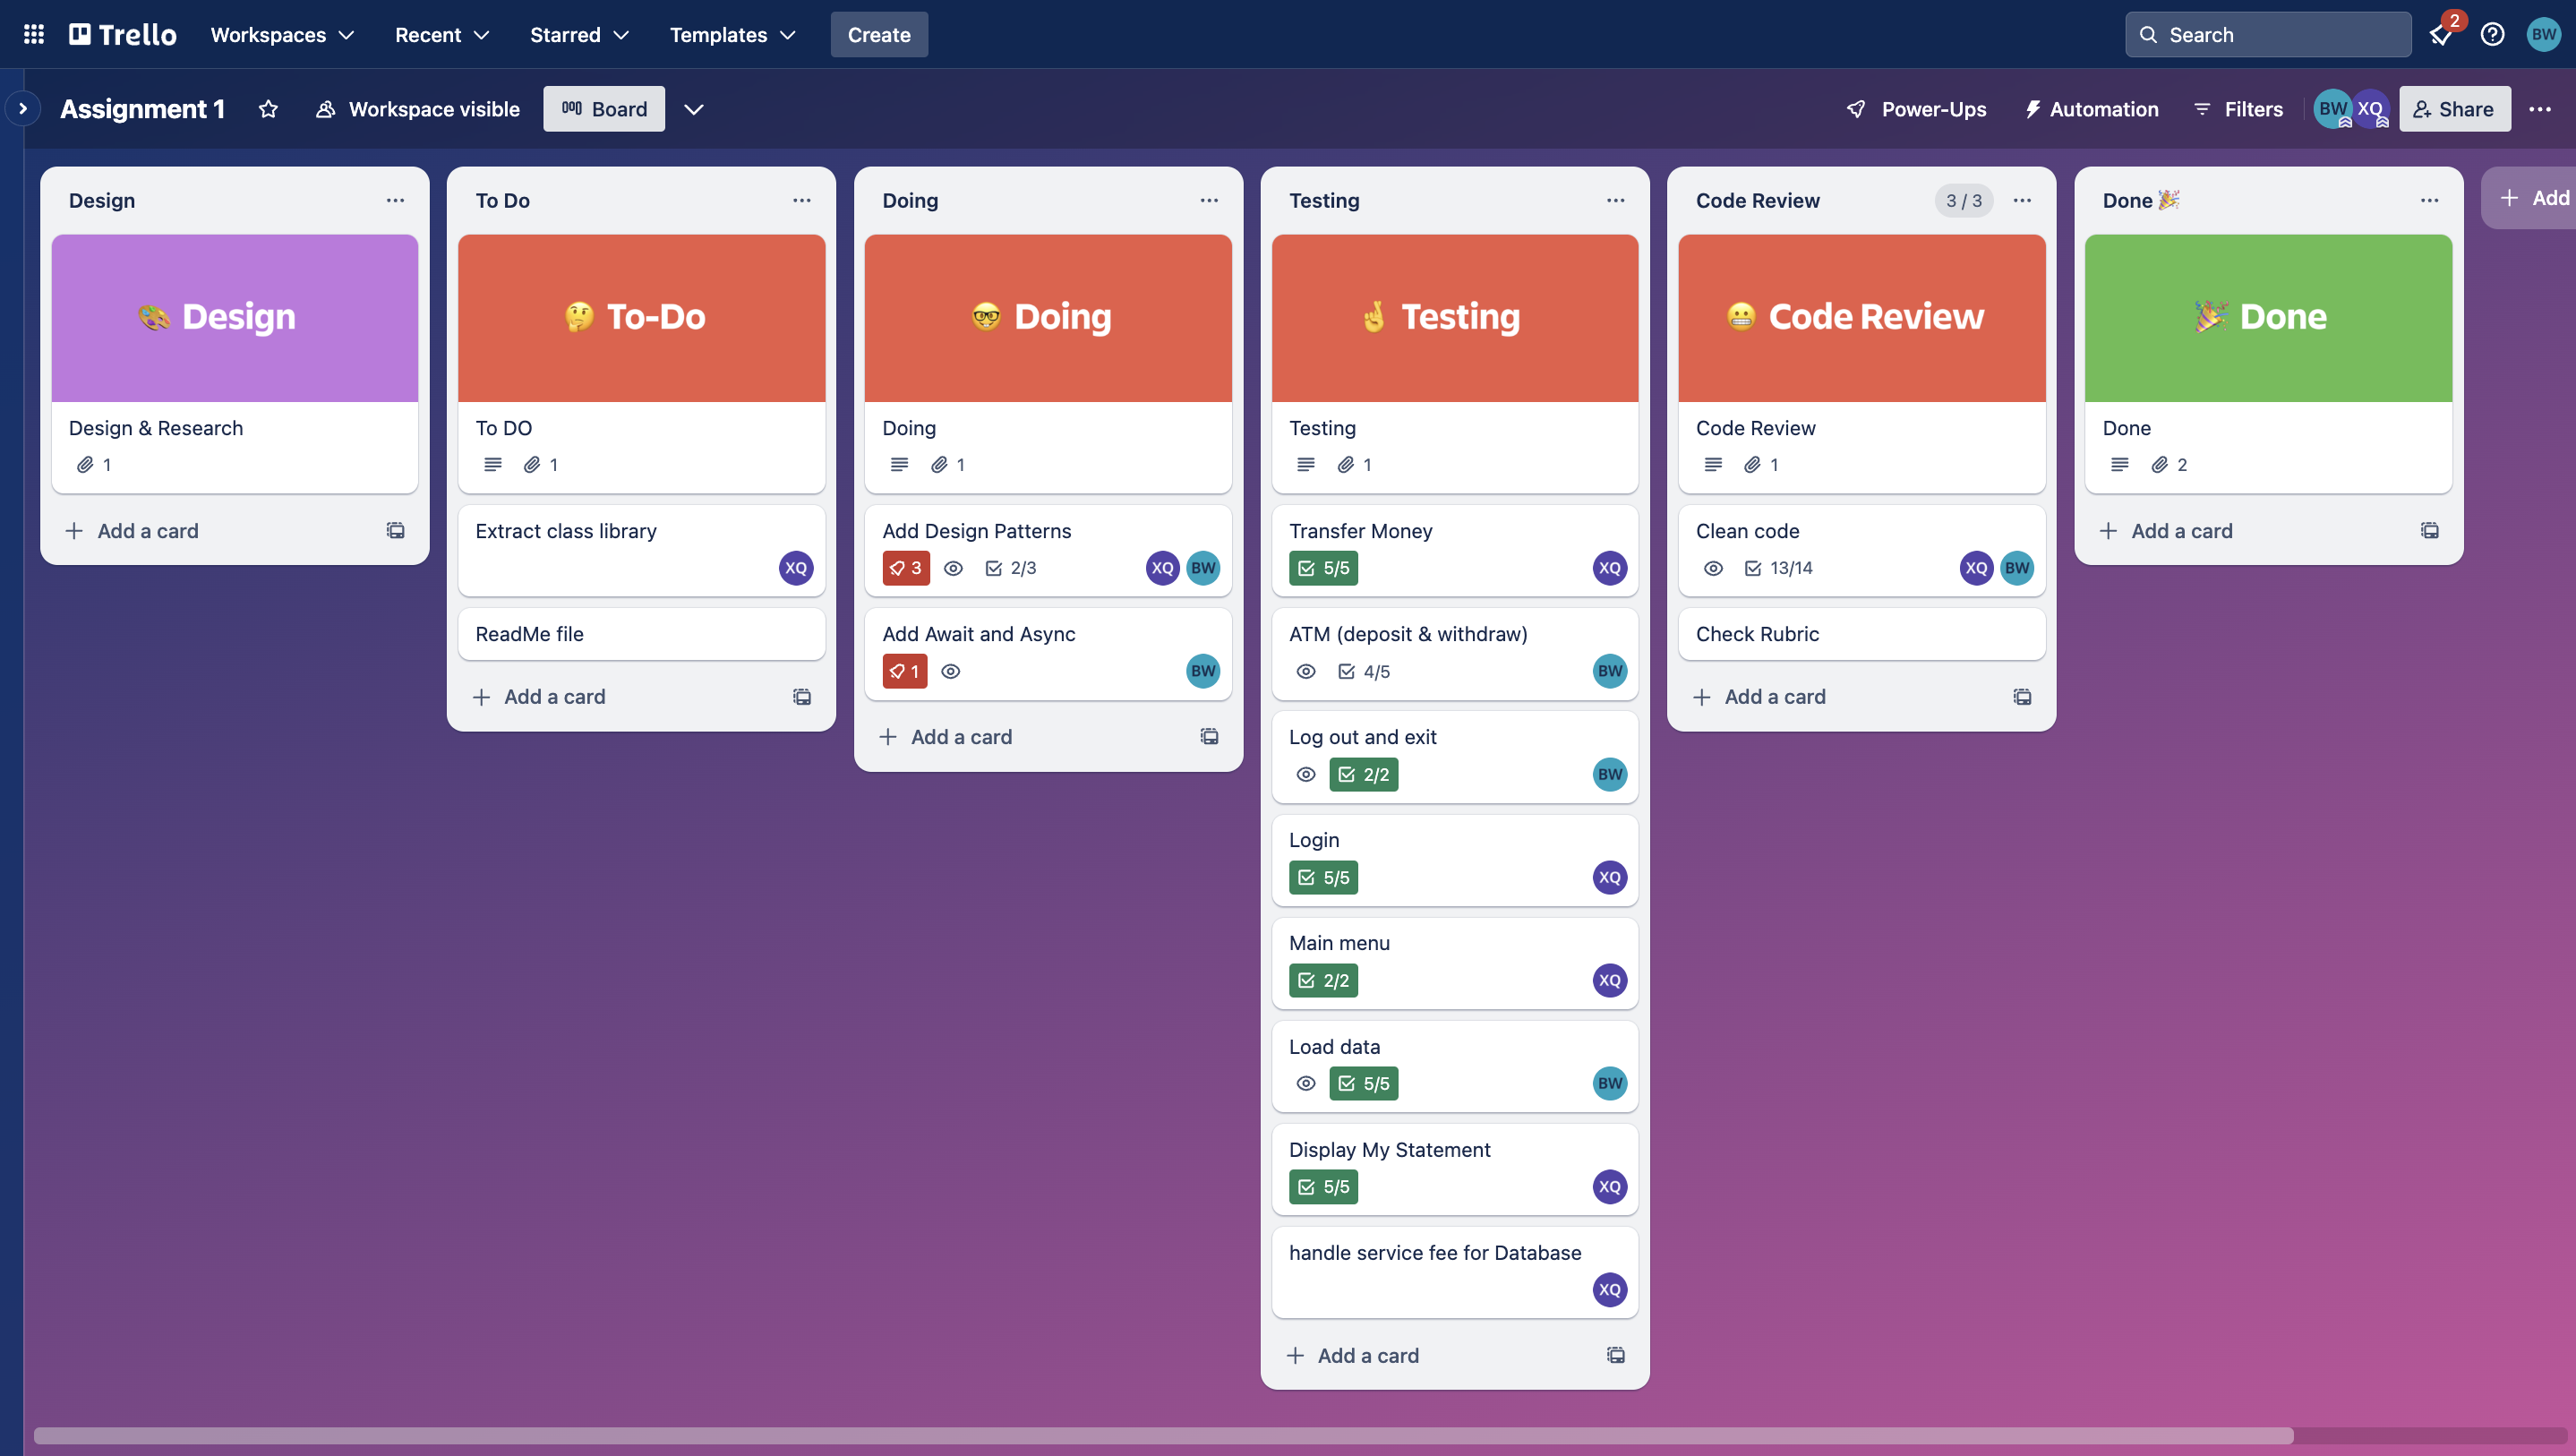 Trello Workspaces Recent Starred Templates Create Search 2 BW
Assignment 1 Workspace visible Board Power-Ups Automation Filters BW XQ Share
Design
🎨 Design
Design & Research
1
Add a card
To Do
🤔 To-Do
To DO
1
Extract class library
XQ
ReadMe file
Add a card
Doing
🤓 Doing
Doing
1
Add Design Patterns
3 2/3 XQ BW
Add Await and Async
1 BW
Add a card
Testing
🤞 Testing
Testing
1
Transfer Money
5/5 XQ
ATM (deposit & withdraw)
4/5 BW
Log out and exit
2/2 BW
Login
5/5 XQ
Main menu
2/2 XQ
Load data
5/5 BW
Display My Statement
5/5 XQ
handle service fee for Database
XQ
Add a card
Code Review 3 / 3
😬 Code Review
Code Review
1
Clean code
13/14 XQ BW
Check Rubric
Add a card
Done 🎉
🎉 Done
Done
2
Add a card
Add